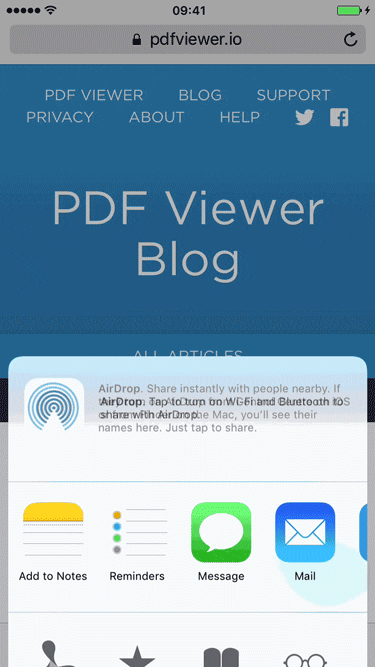 09:41
pdfviewer.io
PDF VIEWER BLOG SUPPORT
PRIVACY ABOUT HELP
PDF Viewer
Blog
ALL ARTICLES
AirDrop. Share instantly with people nearby. If
AirDrop. Tap to turn on Wi-Fi and Bluetooth to
share with AirDrop.
the Mac, you'll see their
names here. Just tap to share.
Add to Notes Reminders Message Mail